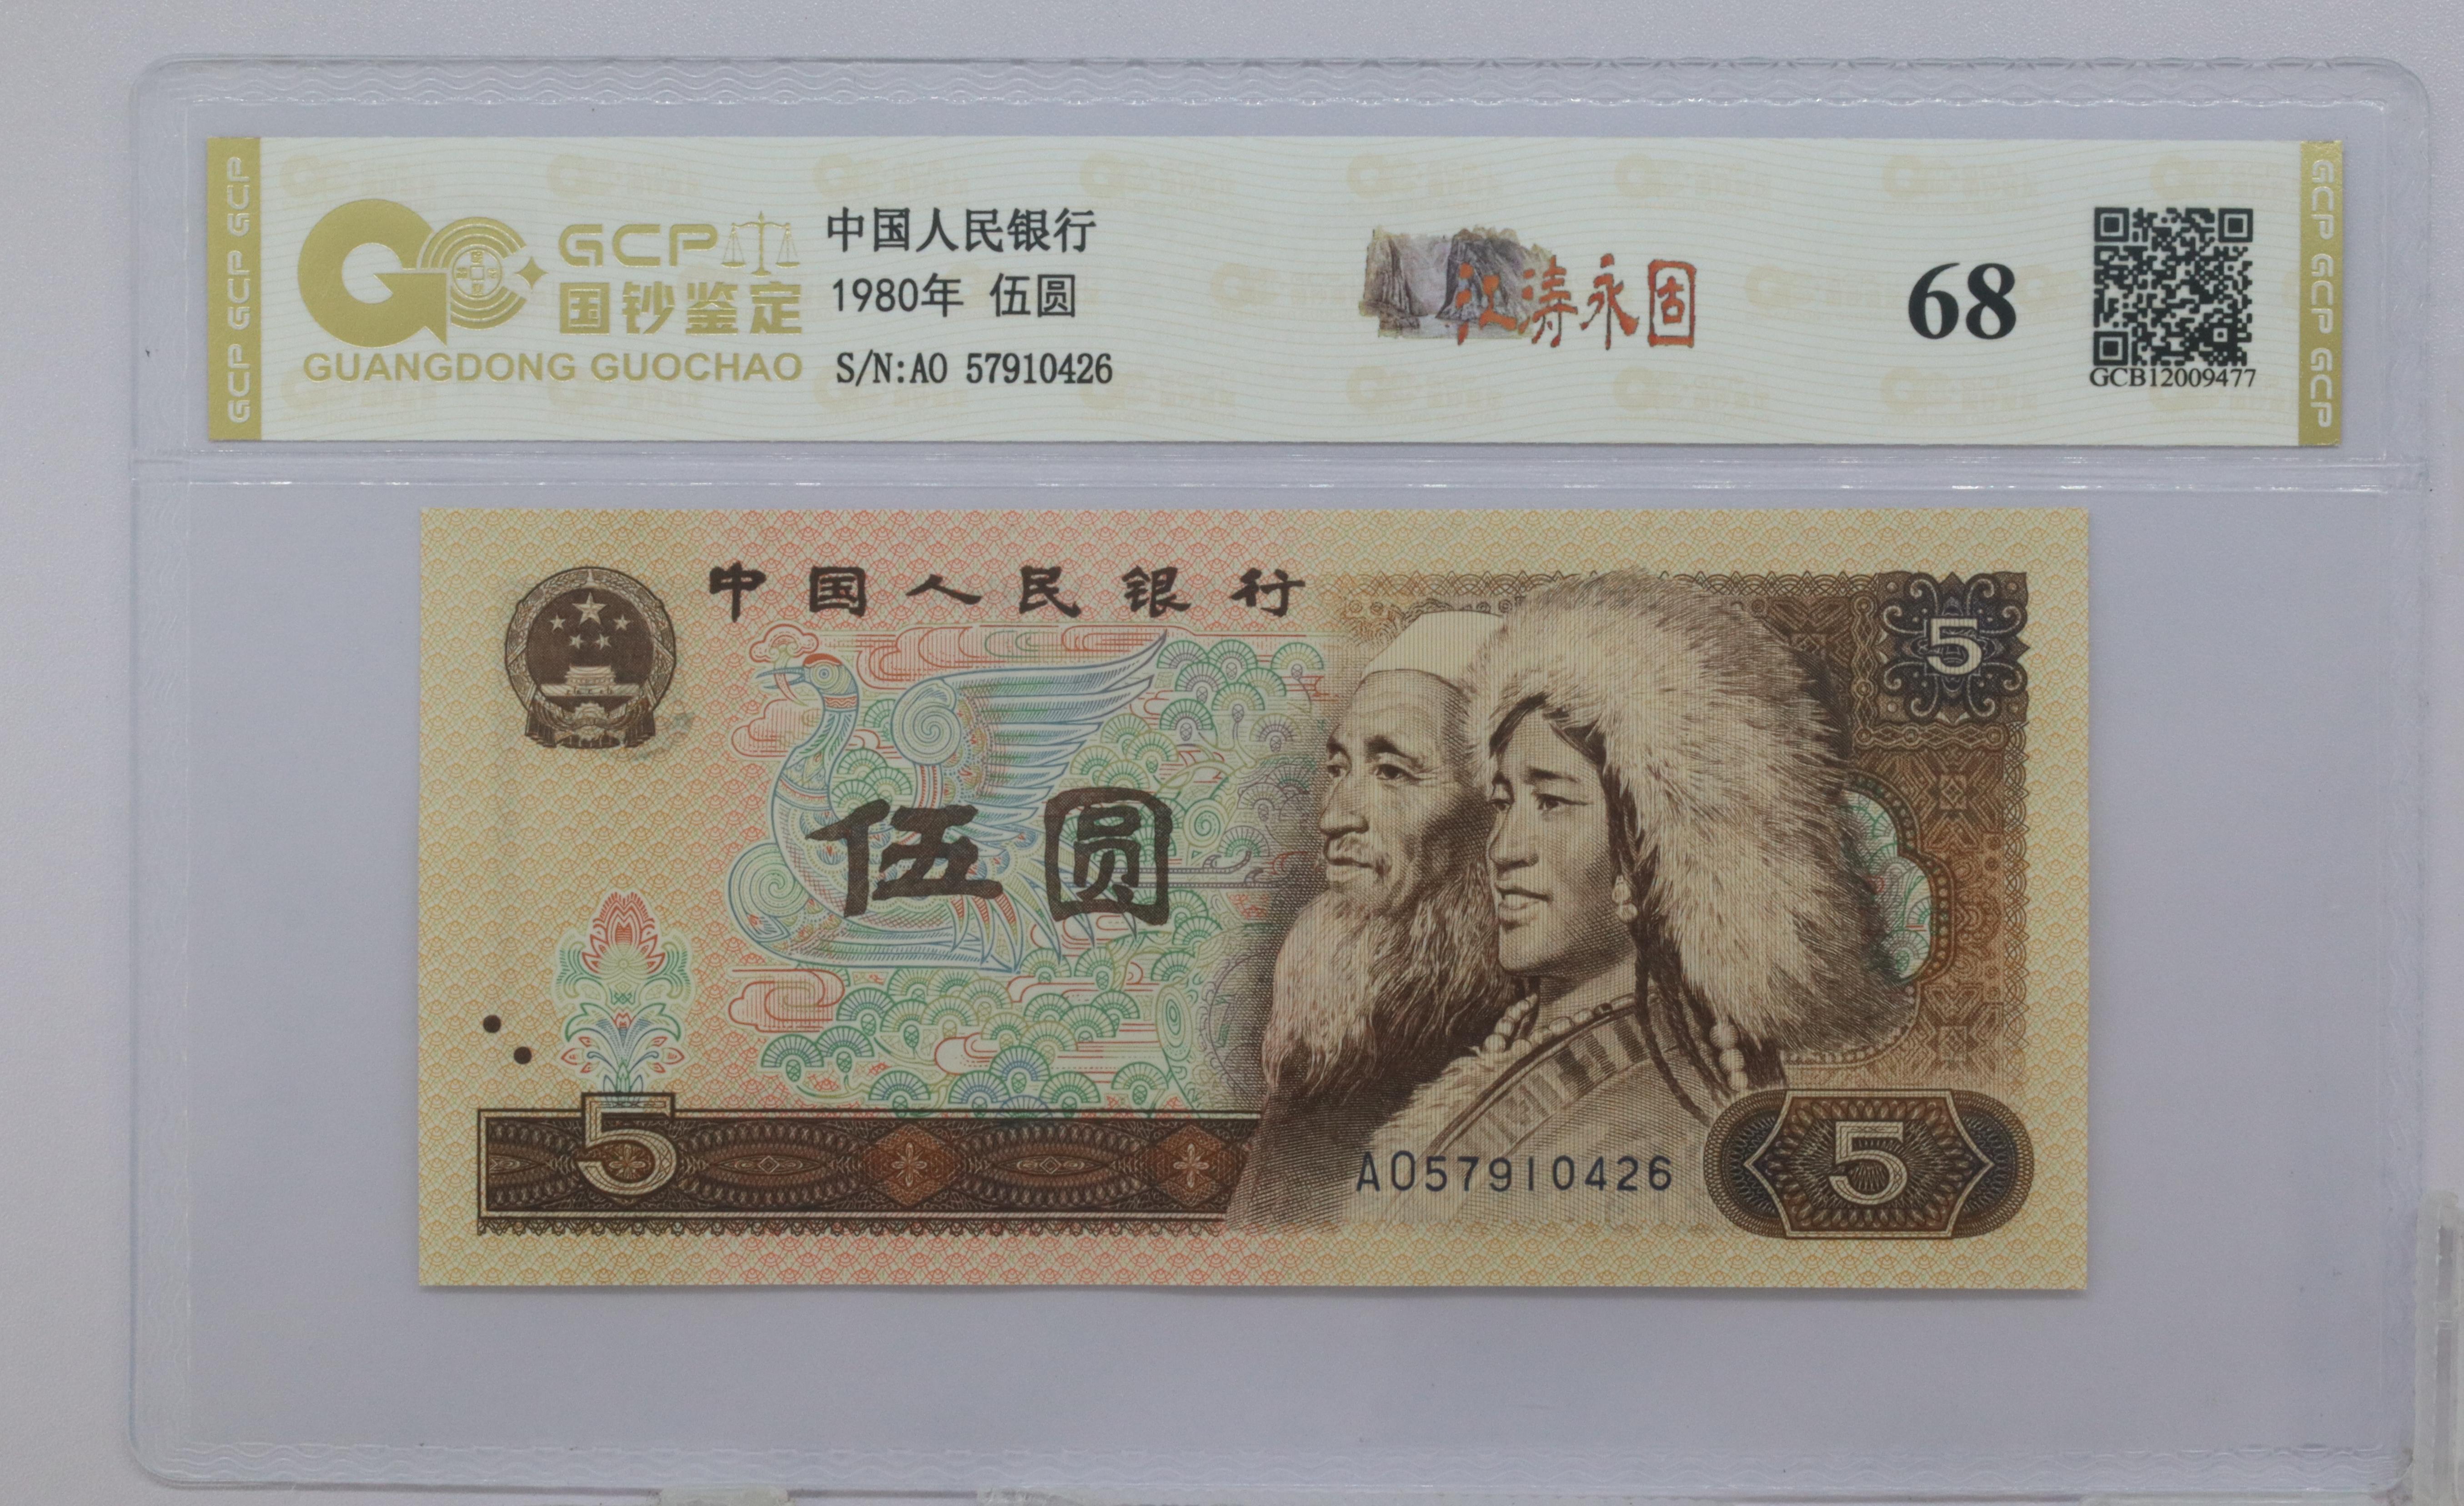 GCP GCP GCP
GCP
国钞鉴定
GUANGDONG GUOCHAO
中国人民银行
1980年 伍圆
S/N:AO 57910426
江涛永固
68
GCB12009477
GCP GCP GCP
中国人民银行
5
伍圆
5
AO57910426
5